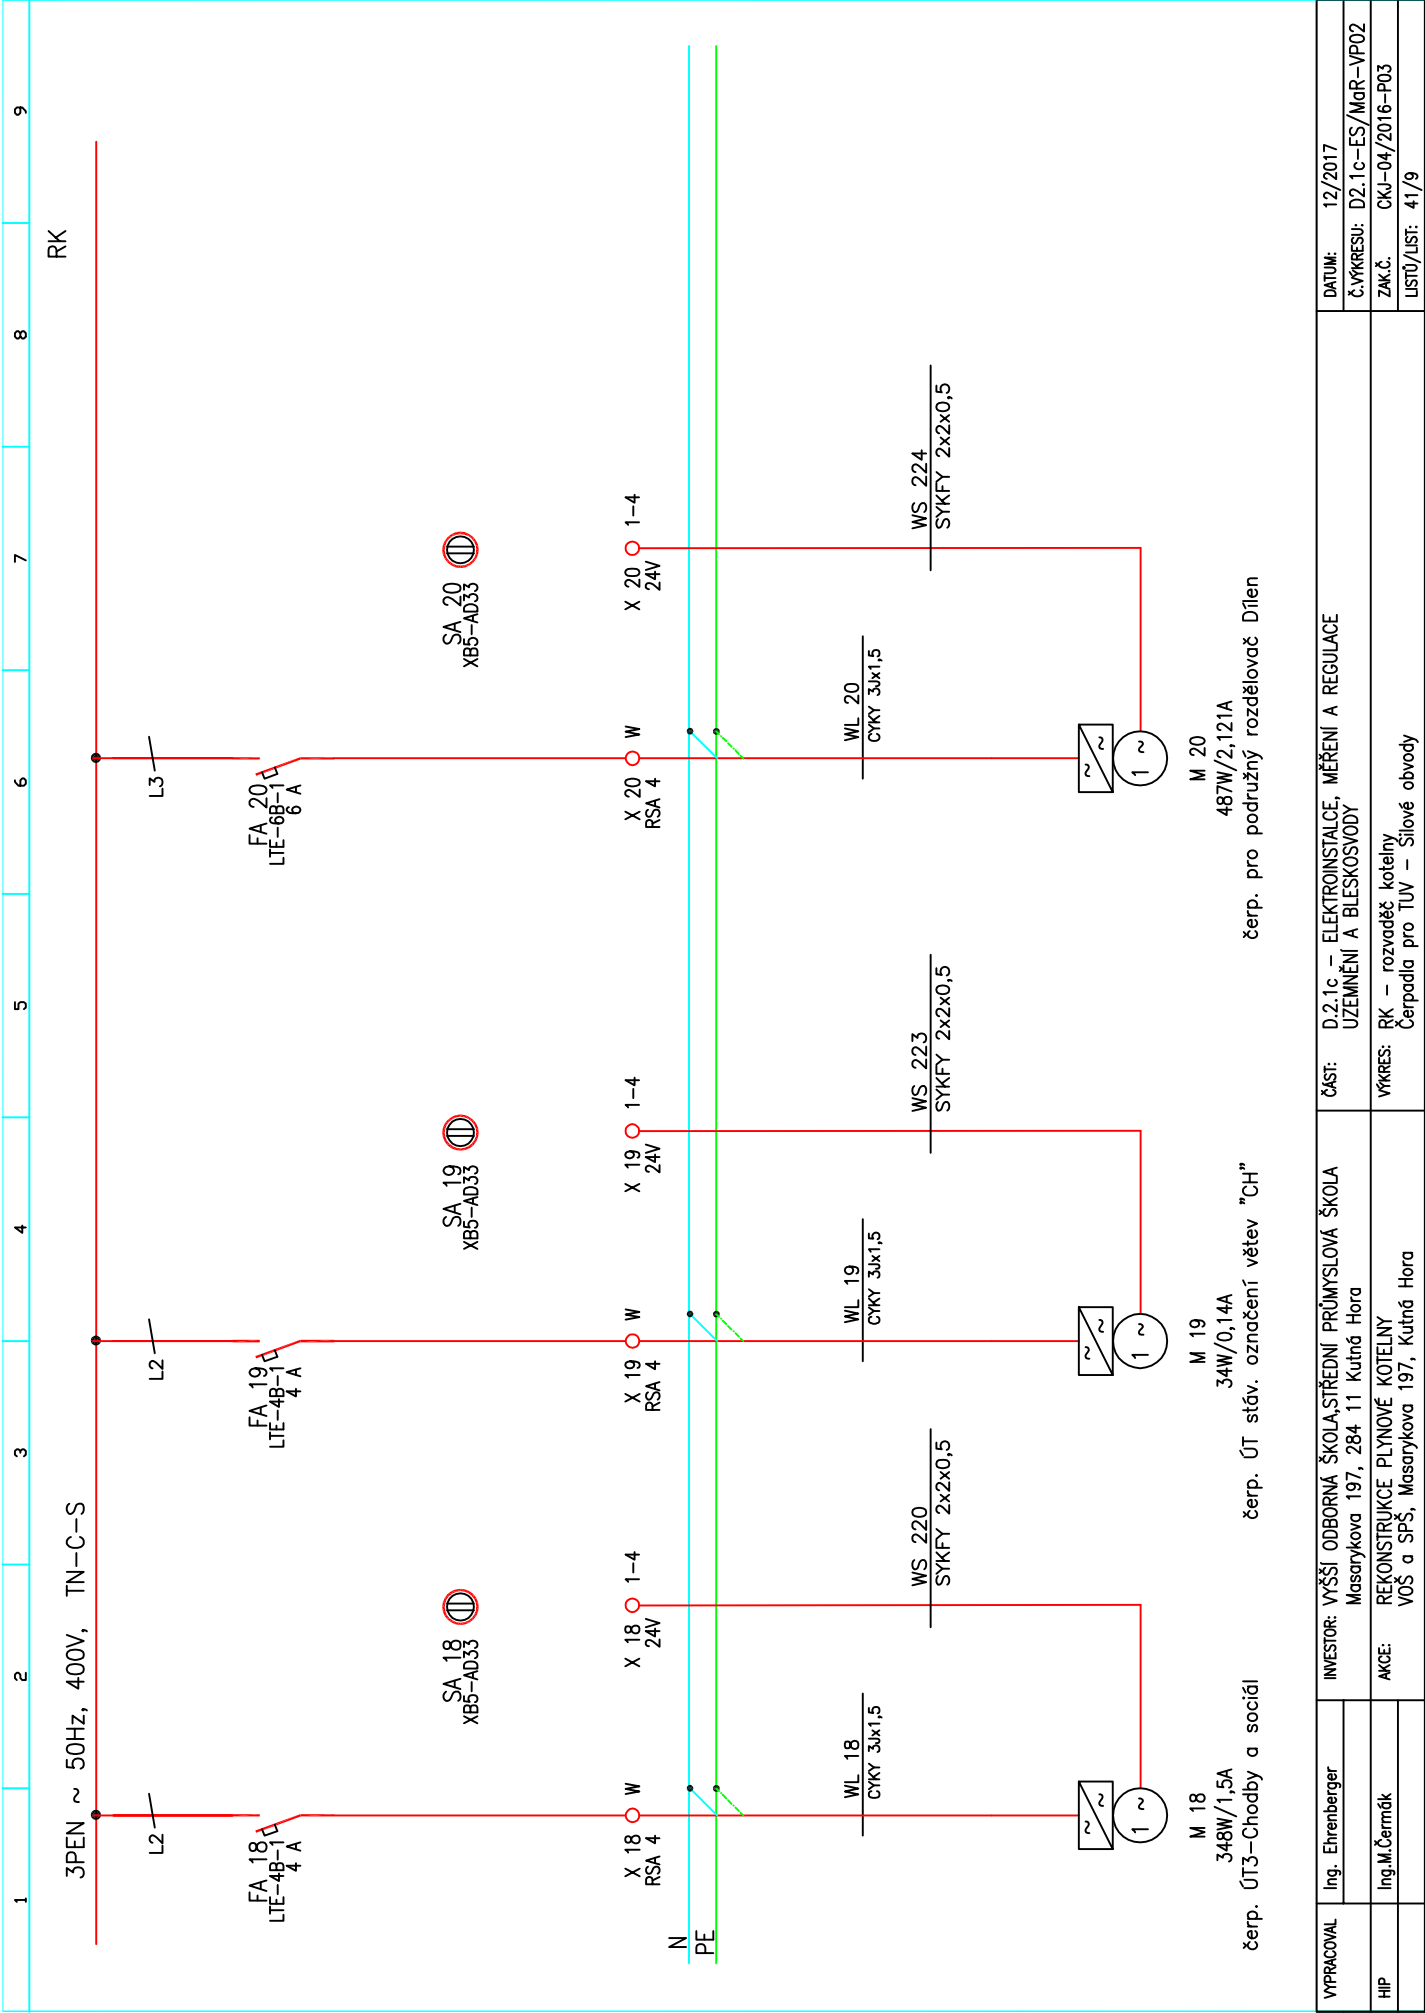 1 2 3 4 5 6 7 8 9
3PEN ~ 50Hz, 400V, TN-C-S
RK
L2
FA 18
LTE-4B-1
4 A
SA 18
XB5-AD33
X 18 W
RSA 4
X 18 1-4
24V
L2
FA 19
LTE-4B-1
4 A
SA 19
XB5-AD33
X 19 W
RSA 4
X 19 1-4
24V
L3
FA 20
LTE-6B-1
6 A
SA 20
XB5-AD33
X 20 W
RSA 4
X 20 1-4
24V
N
PE
WL 18
CYKY 3Jx1,5
WS 220
SYKFY 2x2x0,5
WL 19
CYKY 3Jx1,5
WS 223
SYKFY 2x2x0,5
WL 20
CYKY 3Jx1,5
WS 224
SYKFY 2x2x0,5
~
~
1 ~
M 18
348W/1,5A
čerp. ÚT3-Chodby a sociál
~
~
1 ~
M 19
34W/0,14A
čerp. ÚT stáv. označení větev "CH"
~
~
1 ~
M 20
487W/2,121A
čerp. pro podružný rozdělovač Dílen
VYPRACOVAL Ing. Ehrenberger
HIP Ing.M.Čermák
INVESTOR: VYŠŠÍ ODBORNÁ ŠKOLA,STŘEDNÍ PRŮMYSLOVÁ ŠKOLA
Masarykova 197, 284 11 Kutná Hora
AKCE: REKONSTRUKCE PLYNOVÉ KOTELNY
VOŠ a SPŠ, Masarykova 197, Kutná Hora
ČÁST: D.2.1c - ELEKTROINSTALCE, MĚŘENÍ A REGULACE
UZEMNĚNÍ A BLESKOSVODY
VÝKRES: RK - rozvaděč kotelny
Čerpadla pro TUV - Silové obvody
DATUM: 12/2017
Č.VÝKRESU: D2.1c-ES/MaR-VP02
ZAK.Č. CKJ-04/2016-P03
LISTŮ/LIST: 41/9